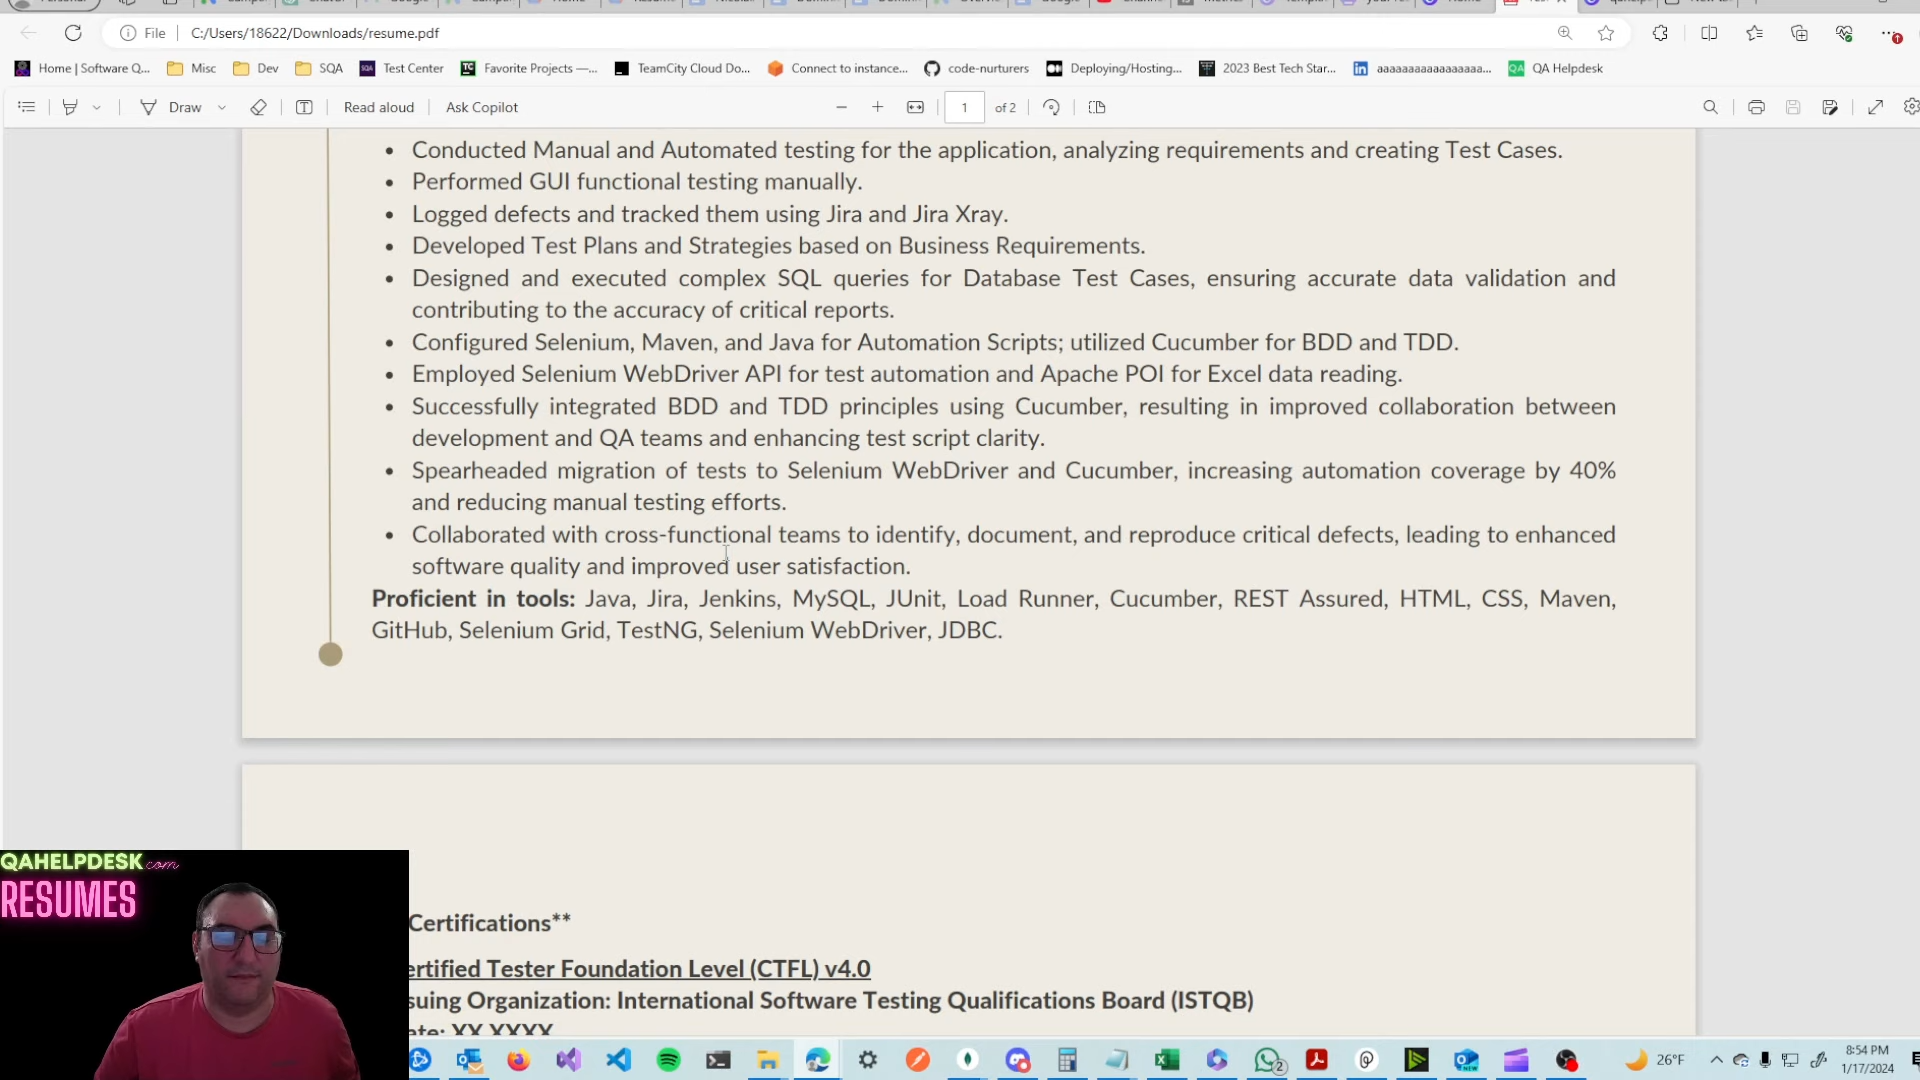 File C:/Users/18622/Downloads/resume.pdf
Home | Software Q... Misc Dev SQA Test Center Favorite Projects —... TeamCity Cloud Do... Connect to instance... code-nurturers Deploying/Hosting... 2023 Best Tech Star... aaaaaaaaaaaaaaaaa... QA Helpdesk
Draw Read aloud Ask Copilot 1 of 2
• Conducted Manual and Automated testing for the application, analyzing requirements and creating Test Cases.
• Performed GUI functional testing manually.
• Logged defects and tracked them using Jira and Jira Xray.
• Developed Test Plans and Strategies based on Business Requirements.
• Designed and executed complex SQL queries for Database Test Cases, ensuring accurate data validation and
contributing to the accuracy of critical reports.
• Configured Selenium, Maven, and Java for Automation Scripts; utilized Cucumber for BDD and TDD.
• Employed Selenium WebDriver API for test automation and Apache POI for Excel data reading.
• Successfully integrated BDD and TDD principles using Cucumber, resulting in improved collaboration between
development and QA teams and enhancing test script clarity.
• Spearheaded migration of tests to Selenium WebDriver and Cucumber, increasing automation coverage by 40%
and reducing manual testing efforts.
• Collaborated with cross-functional teams to identify, document, and reproduce critical defects, leading to enhanced
software quality and improved user satisfaction.
Proficient in tools: Java, Jira, Jenkins, MySQL, JUnit, Load Runner, Cucumber, REST Assured, HTML, CSS, Maven,
GitHub, Selenium Grid, TestNG, Selenium WebDriver, JDBC.
QAHELPDESK.com
RESUMES
Certifications**
ertified Tester Foundation Level (CTFL) v4.0
suing Organization: International Software Testing Qualifications Board (ISTQB)
ate: XX XXXX
26°F
8:54 PM
1/17/2024